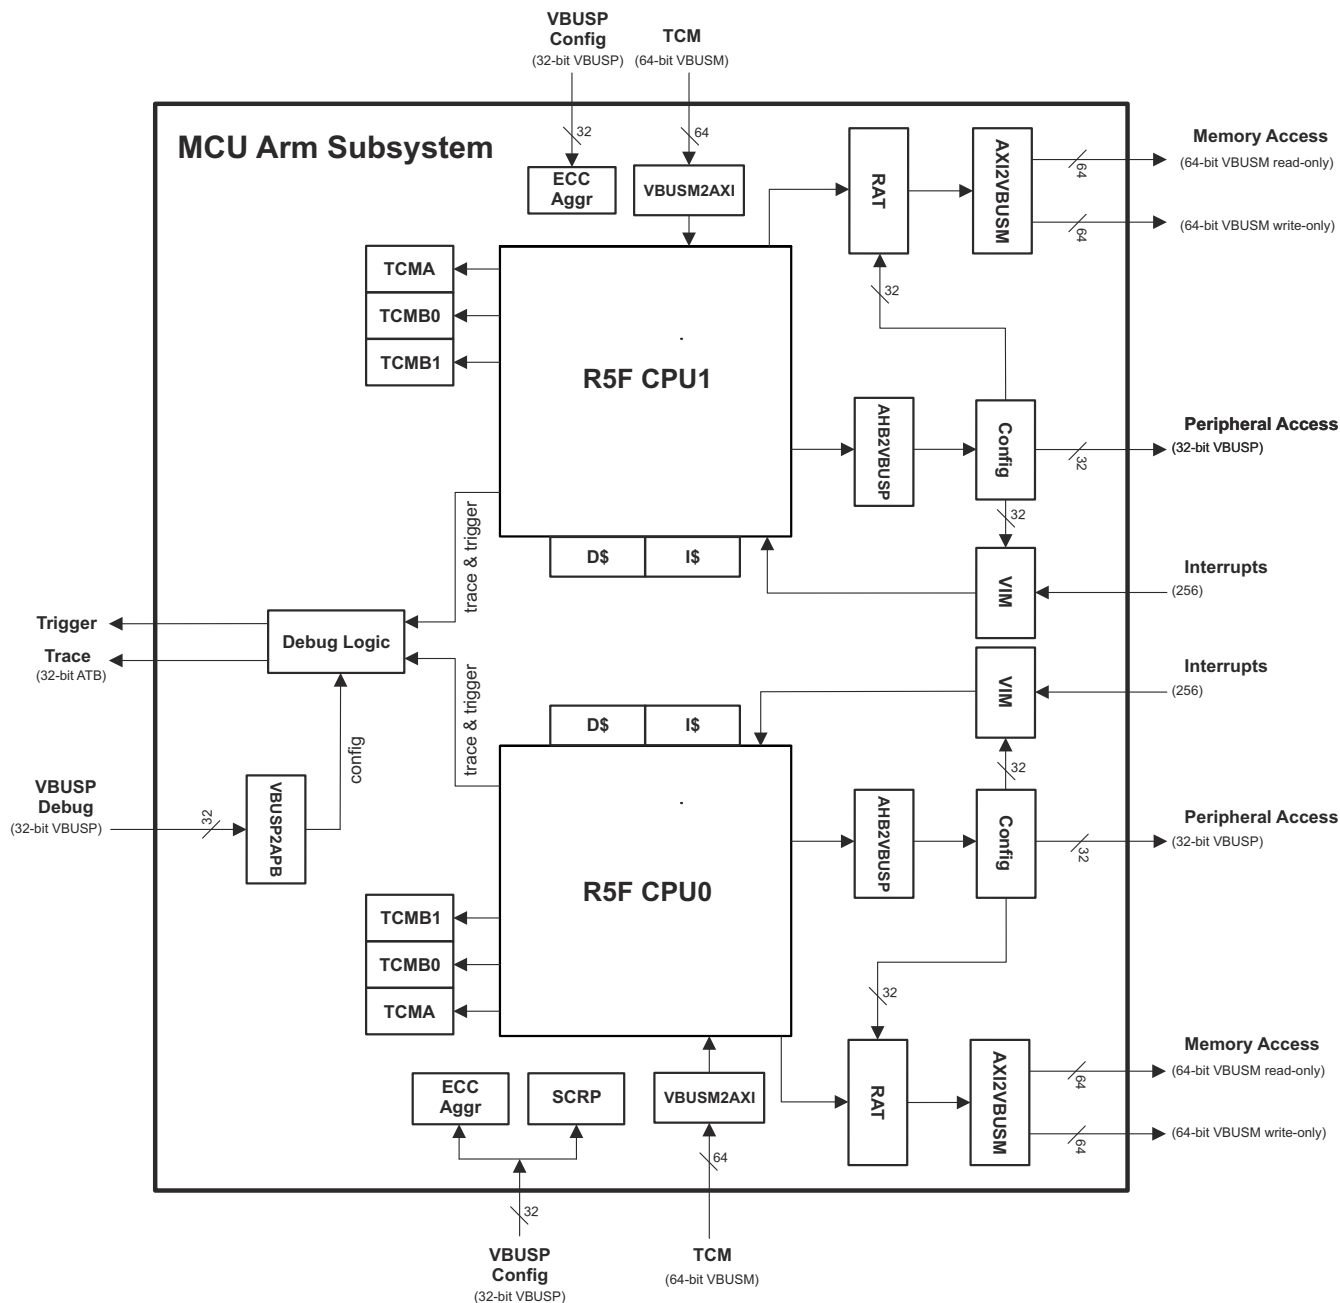 VBUSP
Config
(32-bit VBUSP)
TCM
(64-bit VBUSM)
MCU Arm Subsystem
32
64
ECC
Aggr
VBUSM2AXI
RAT
AXI2VBUSM
64
64
Memory Access
(64-bit VBUSM read-only)
(64-bit VBUSM write-only)
TCMA
TCMB0
TCMB1
R5F CPU1
32
AHB2VBUSP
Config
32
Peripheral Access
(32-bit VBUSP)
32
D$
I$
trace & trigger
VIM
Interrupts
(256)
Trigger
Trace
(32-bit ATB)
Debug Logic
VIM
Interrupts
(256)
D$
I$
trace & trigger
config
32
VBUSP
Debug
(32-bit VBUSP)
32
VBUSP2APB
R5F CPU0
AHB2VBUSP
Config
32
Peripheral Access
(32-bit VBUSP)
TCMB1
TCMB0
TCMA
32
ECC
Aggr
SCRP
VBUSM2AXI
RAT
AXI2VBUSM
64
64
Memory Access
(64-bit VBUSM read-only)
(64-bit VBUSM write-only)
64
32
VBUSP
Config
(32-bit VBUSP)
TCM
(64-bit VBUSM)